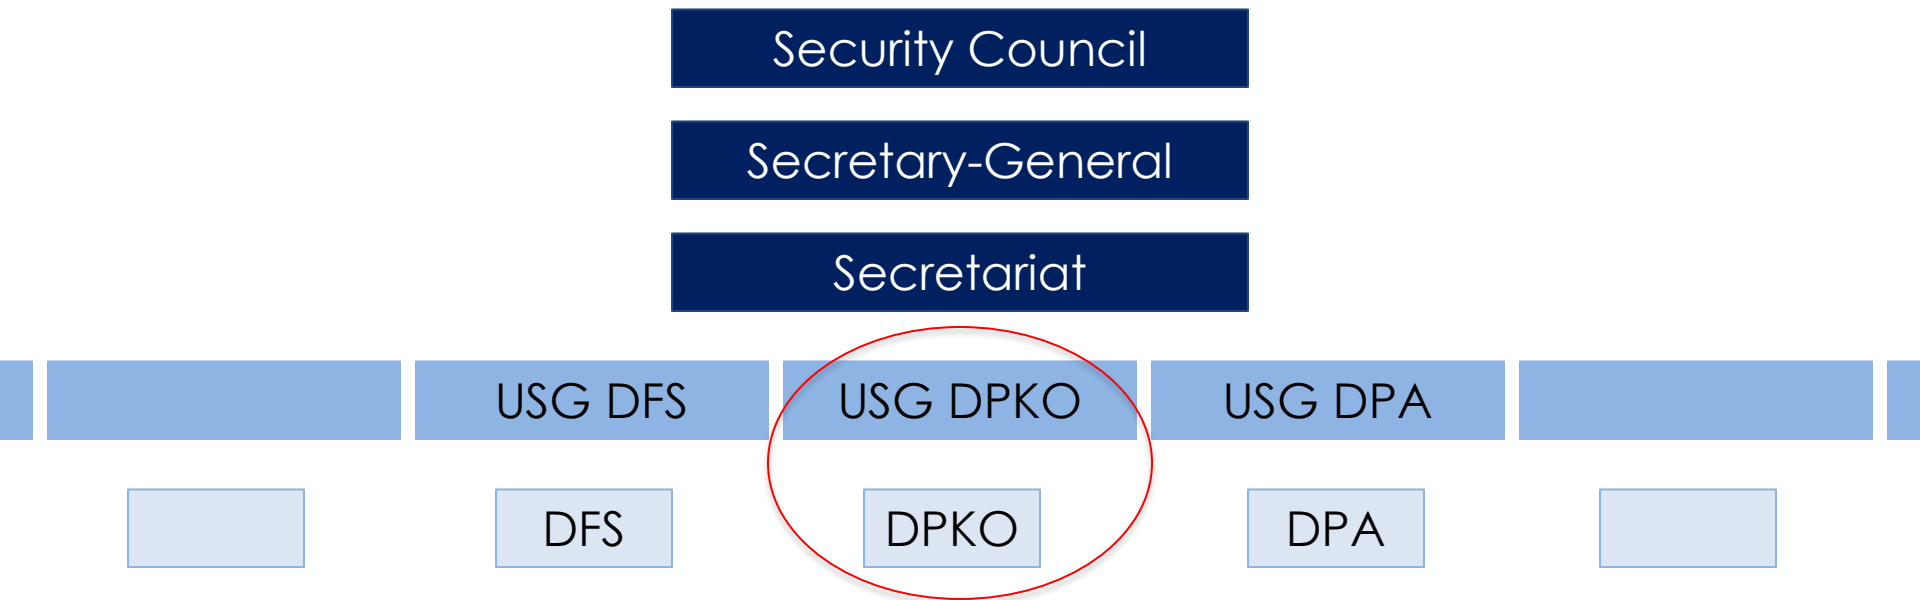 Security Council
Secretary-General
Secretariat
USG DFS
USG DPKO
USG DPA
DFS
DPKO
DPA